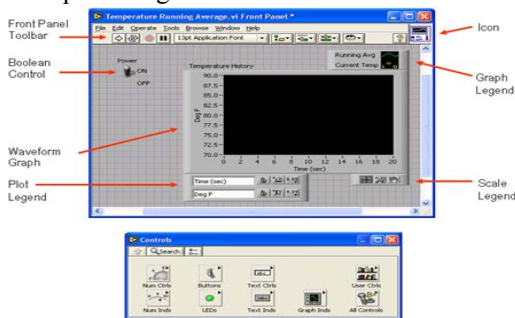 Temperature Running Average.vi Front Panel *
File Edit Operate Tools Browse Window Help
13pt Application Font
Front Panel
Toolbar
Icon
Boolean
Control
Power
ON
OFF
Temperature History
Running Avg
Current Temp
Graph
Legend
90.0
87.5
85.0
82.5
80.0
77.5
75.0
72.5
70.0
Deg F
0 2 4 6 8 10 12 14 16 18 20
Time (sec)
Waveform
Graph
Plot
Legend
Time (sec)
Deg F
Scale
Legend
Controls
Search
Num Ctrls
Buttons
Text Ctrls
User Ctrls
Num Inds
LEDs
Text Inds
Graph Inds
All Controls